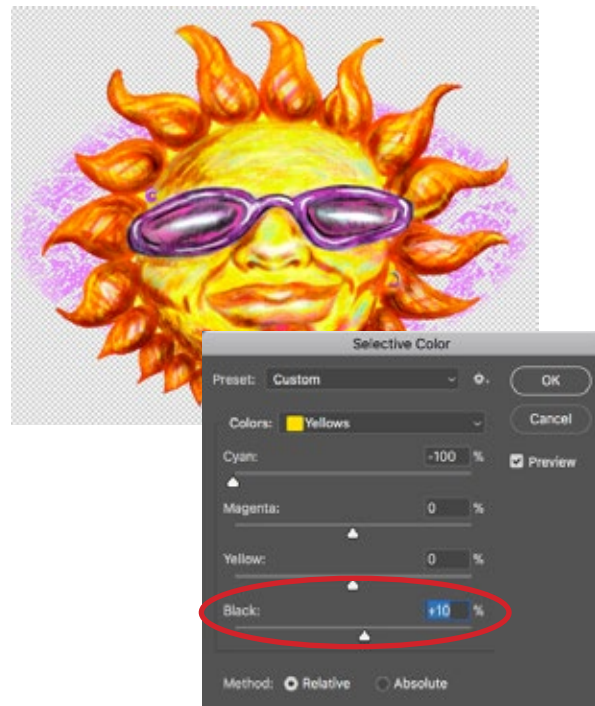 Selective Color
Preset: Custom
OK
Colors: Yellows
Cancel
Cyan: -100 %
Preview
Magenta: 0 %
Yellow: 0 %
Black: +10 %
Method: Relative Absolute